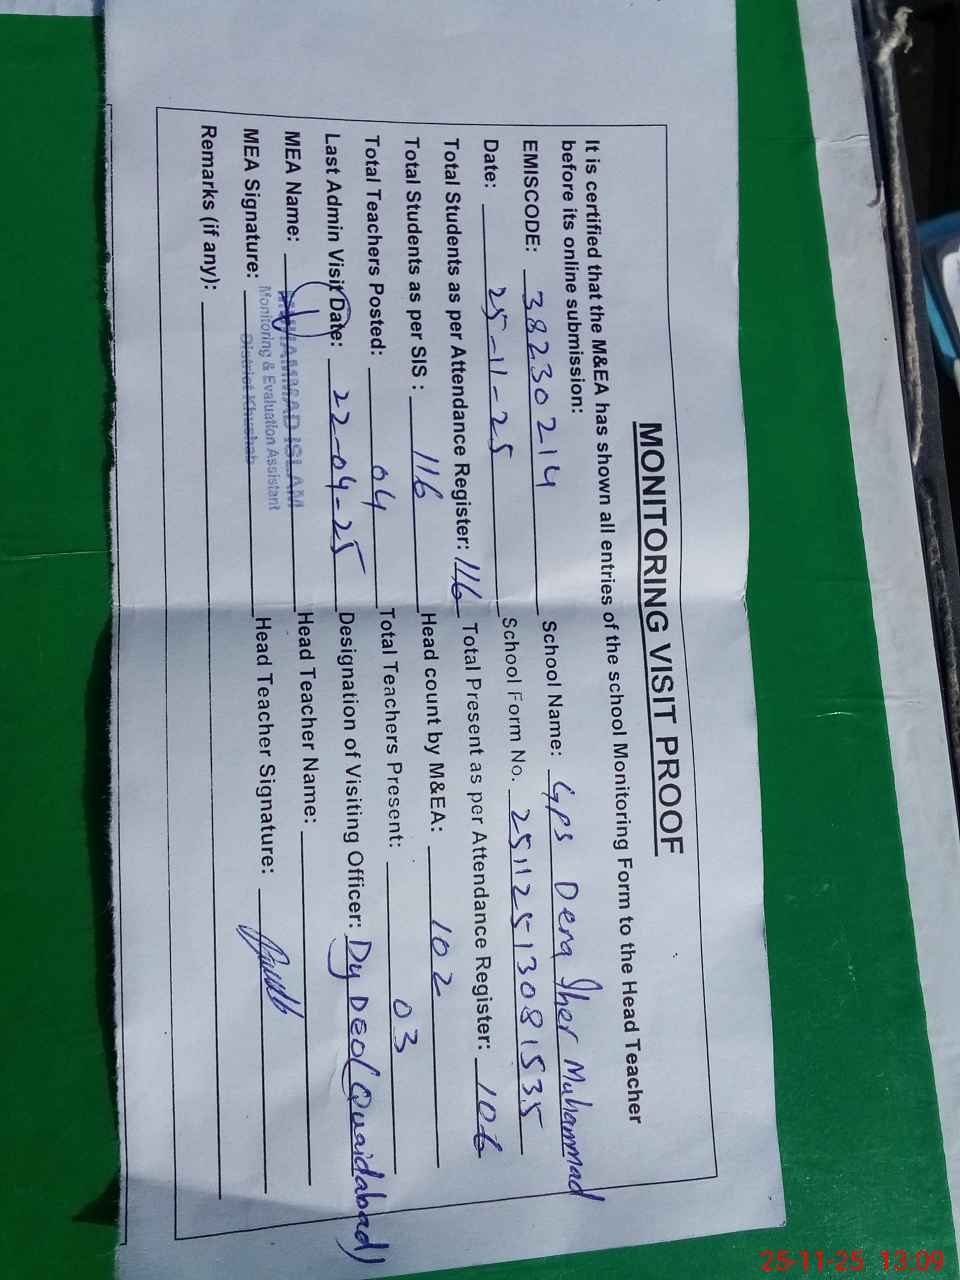 MONITORING VISIT PROOF
It is certified that the M&EA has shown all entries of the school Monitoring Form to the Head Teacher
before its online submission:
EMISCODE: 38230214 School Name: GPS Dera Sher Muhammad
Date: 25-11-25 School Form No. 25112513081535
Total Students as per Attendance Register: 116 Total Present as per Attendance Register: 106
Total Students as per SIS : 116 Head count by M&EA: 102
Total Teachers Posted: 04 Total Teachers Present: 03
Last Admin Visit Date: 22-04-25 Designation of Visiting Officer: Dy DEO (Quaidabad)
MEA Name: MUHAMMAD ISLAM Head Teacher Name:
Monitoring & Evaluation Assistant
MEA Signature: District Khushab Head Teacher Signature:
Remarks (if any):
25-11-25 13:09